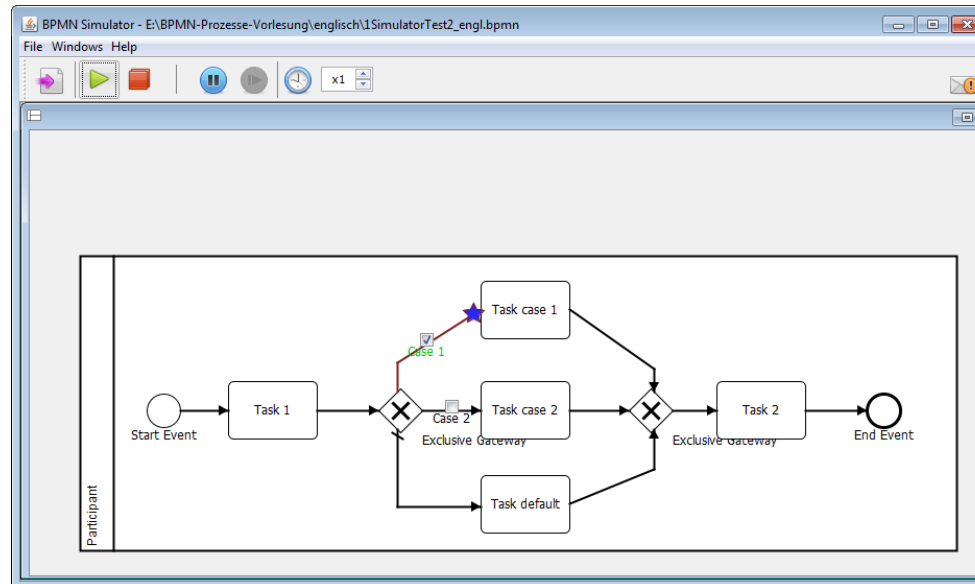 BPMN Simulator - E:\BPMN-Prozesse-Vorlesung\englisch\1SimulatorTest2_engl.bpmn
File Windows Help
x1
Task case 1
Case 1
Task 1
Task case 2
Task 2
Case 2
Start Event
Exclusive Gateway
Exclusive Gateway
End Event
Task default
Participant